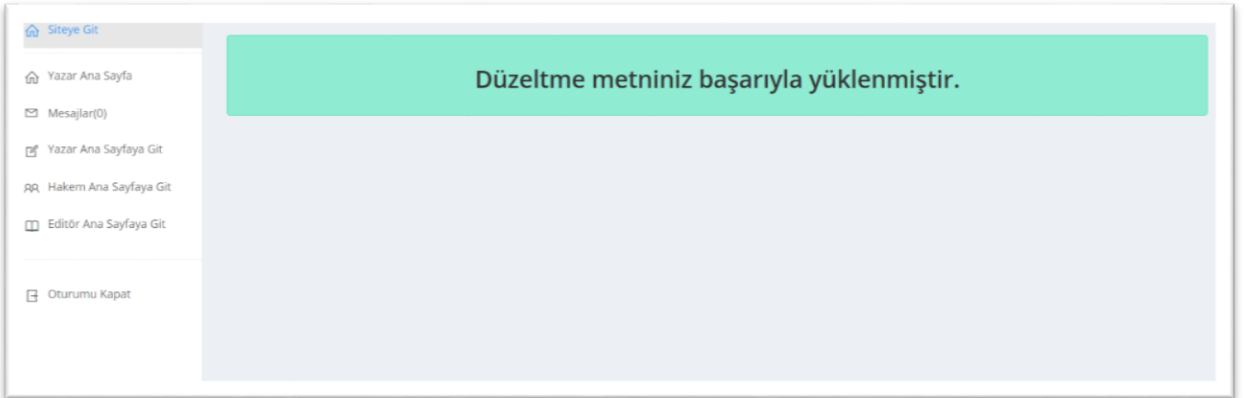 Siteye Git
Yazar Ana Sayfa
Mesajlar(0)
Yazar Ana Sayfaya Git
Hakem Ana Sayfaya Git
Editör Ana Sayfaya Git
Oturumu Kapat
Düzeltme metniniz başarıyla yüklenmiştir.